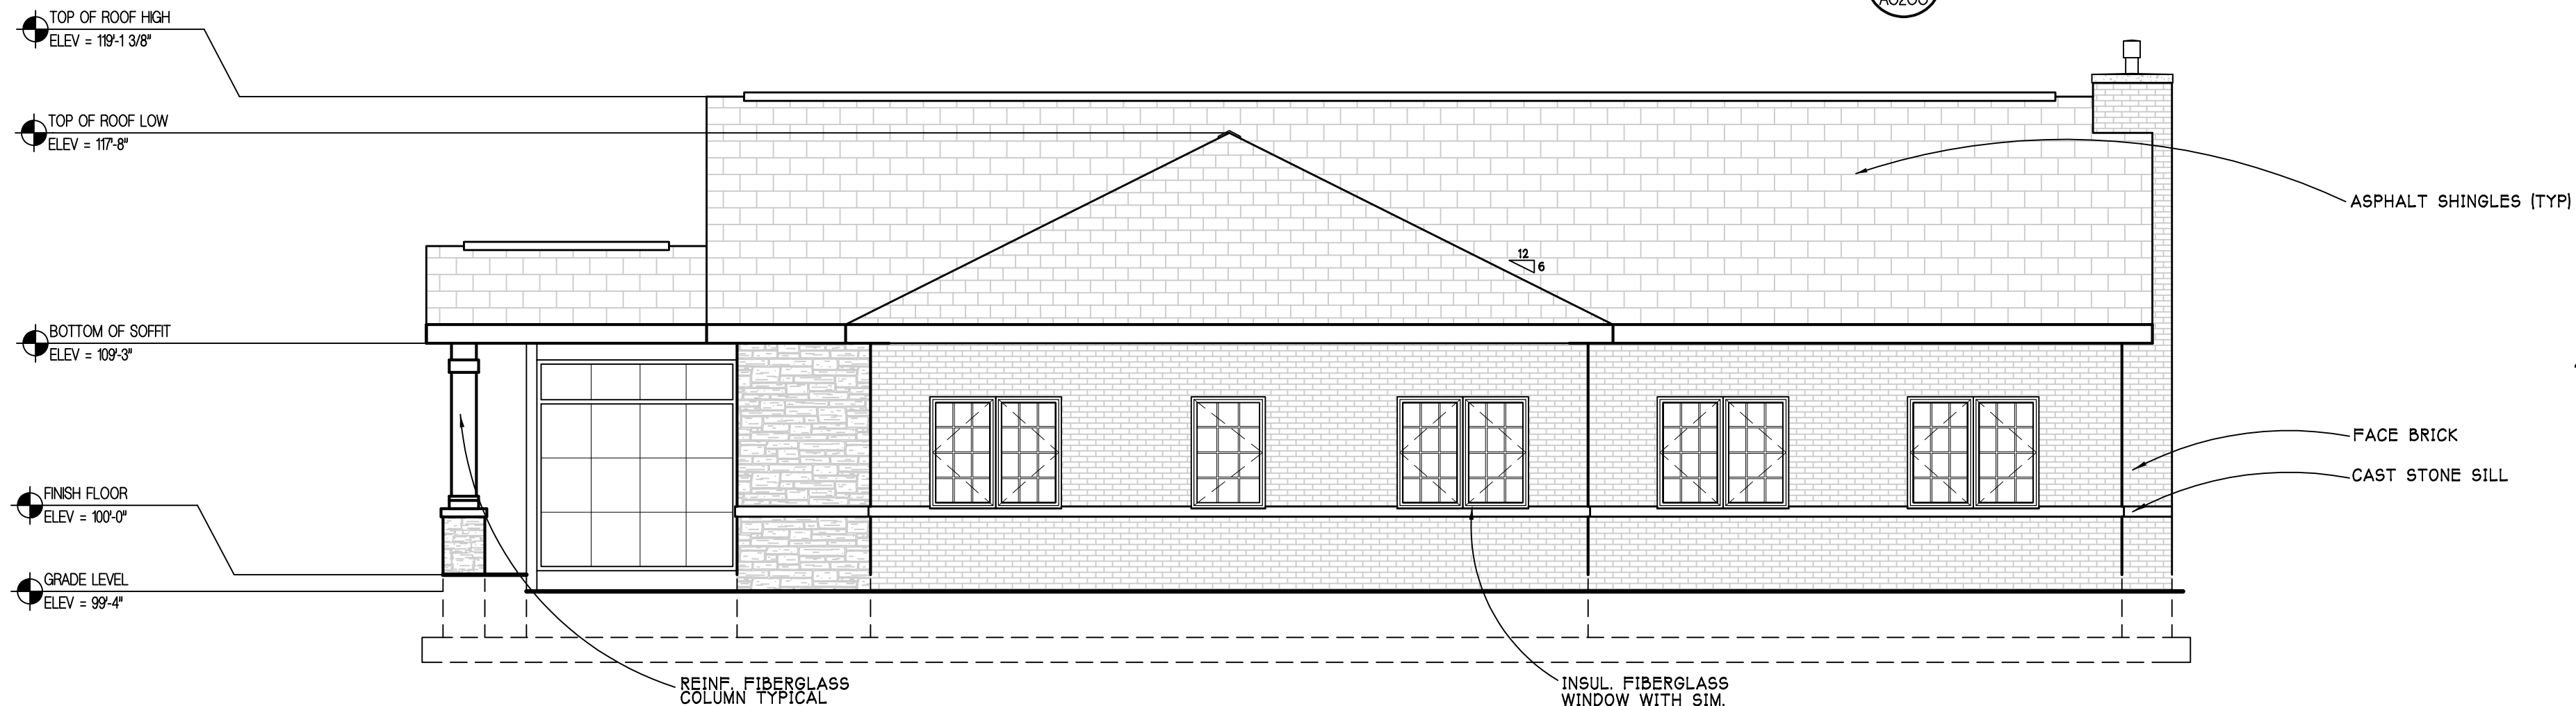 TOP OF ROOF HIGH
ELEV = 119'-1 3/8"
TOP OF ROOF LOW
ELEV = 117'-8"
BOTTOM OF SOFFIT
ELEV = 109'-3"
FINISH FLOOR
ELEV = 100'-0"
GRADE LEVEL
ELEV = 99'-4"
12
6
ASPHALT SHINGLES (TYP)
FACE BRICK
CAST STONE SILL
REINF. FIBERGLASS
COLUMN TYPICAL
INSUL. FIBERGLASS
WINDOW WITH SIM.